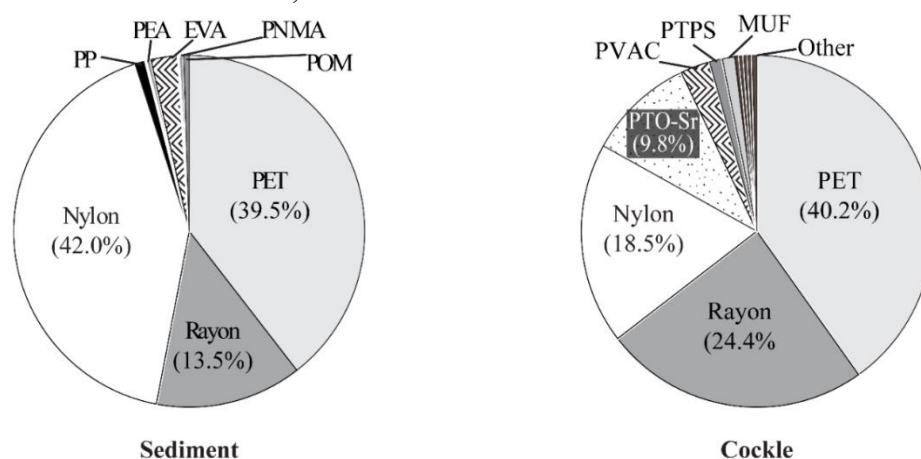 PEA EVA PNMA
PP POM
PET
(39.5%)
Nylon
(42.0%)
Rayon
(13.5%)
Sediment
PTPS MUF
PVAC Other
PTO-Sr
(9.8%)
PET
(40.2%)
Nylon
(18.5%)
Rayon
(24.4%
Cockle